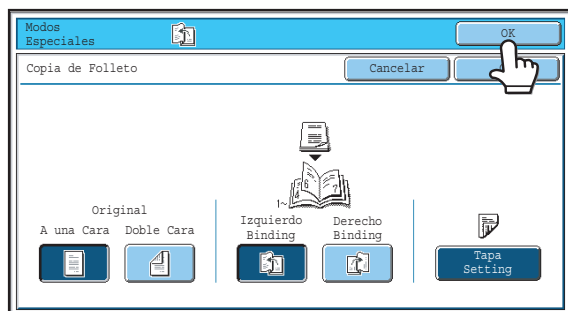 Modos
Especiales
OK
Copia de Folleto
Cancelar
1~
Original
A una Cara
Doble Cara
Izquierdo
Binding
Derecho
Binding
Tapa
Setting